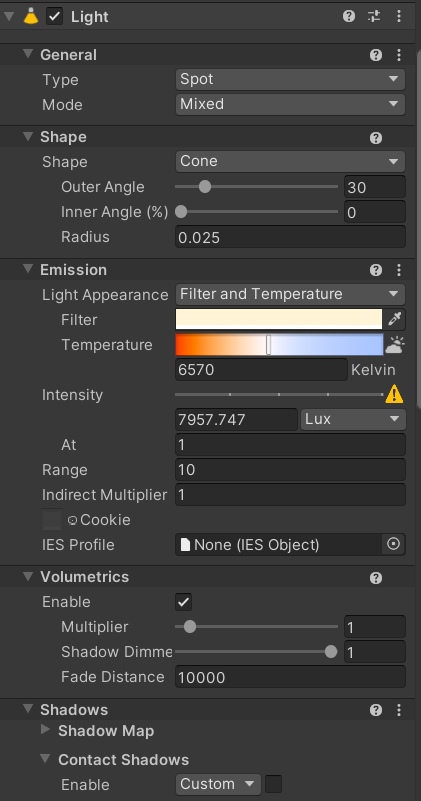 Light
General
Type Spot
Mode Mixed
Shape
Shape Cone
Outer Angle 30
Inner Angle (%) 0
Radius 0.025
Emission
Light Appearance Filter and Temperature
Filter
Temperature
6570 Kelvin
Intensity
7957.747 Lux
At 1
Range 10
Indirect Multiplier 1
Cookie
IES Profile None (IES Object)
Volumetrics
Enable
Multiplier 1
Shadow Dimme 1
Fade Distance 10000
Shadows
Shadow Map
Contact Shadows
Enable Custom